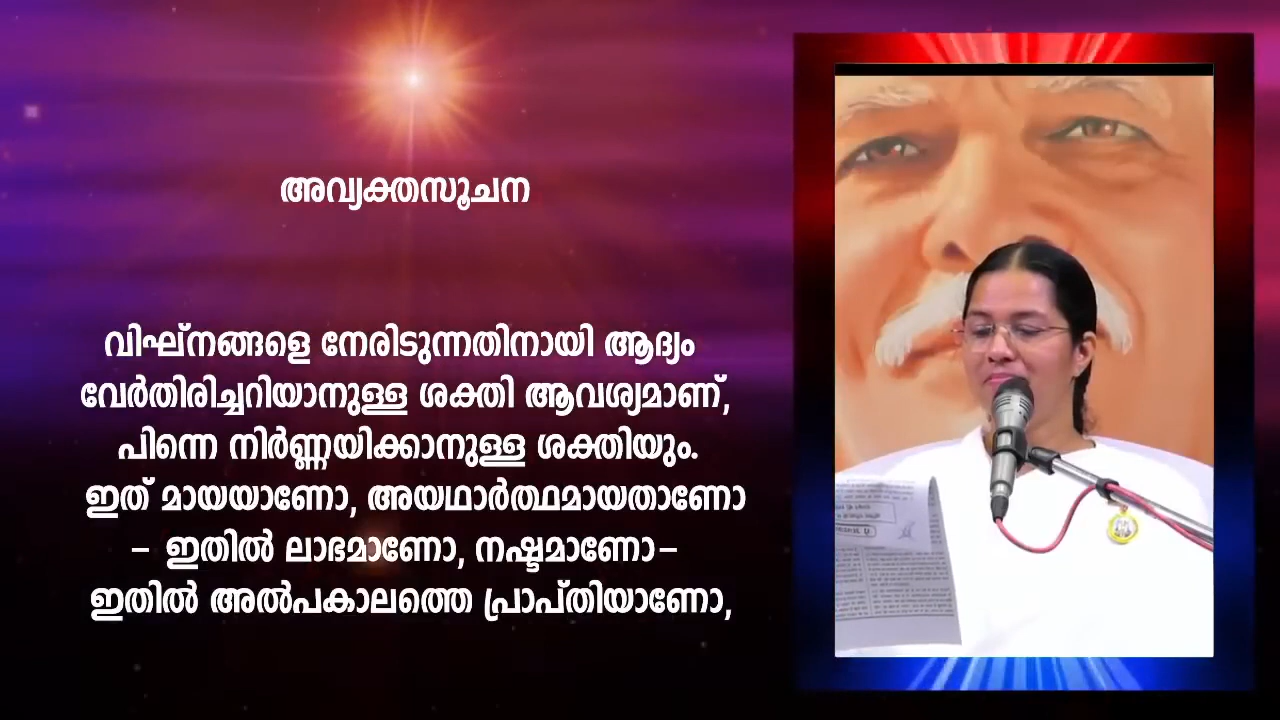 അവ്യക്തസൂചന
വിഘ്നങ്ങളെ നേരിടുന്നതിനായി ആദ്യം
വേർതിരിച്ചറിയാനുള്ള ശക്തി ആവശ്യമാണ്,
പിന്നെ നിർണ്ണയിക്കാനുള്ള ശക്തിയും.
ഇത് മായയാണോ, അയഥാർത്ഥമായതാണോ
- ഇതിൽ ലാഭമാണോ, നഷ്ടമാണോ-
ഇതിൽ അൽപകാലത്തെ പ്രാപ്തിയാണോ,